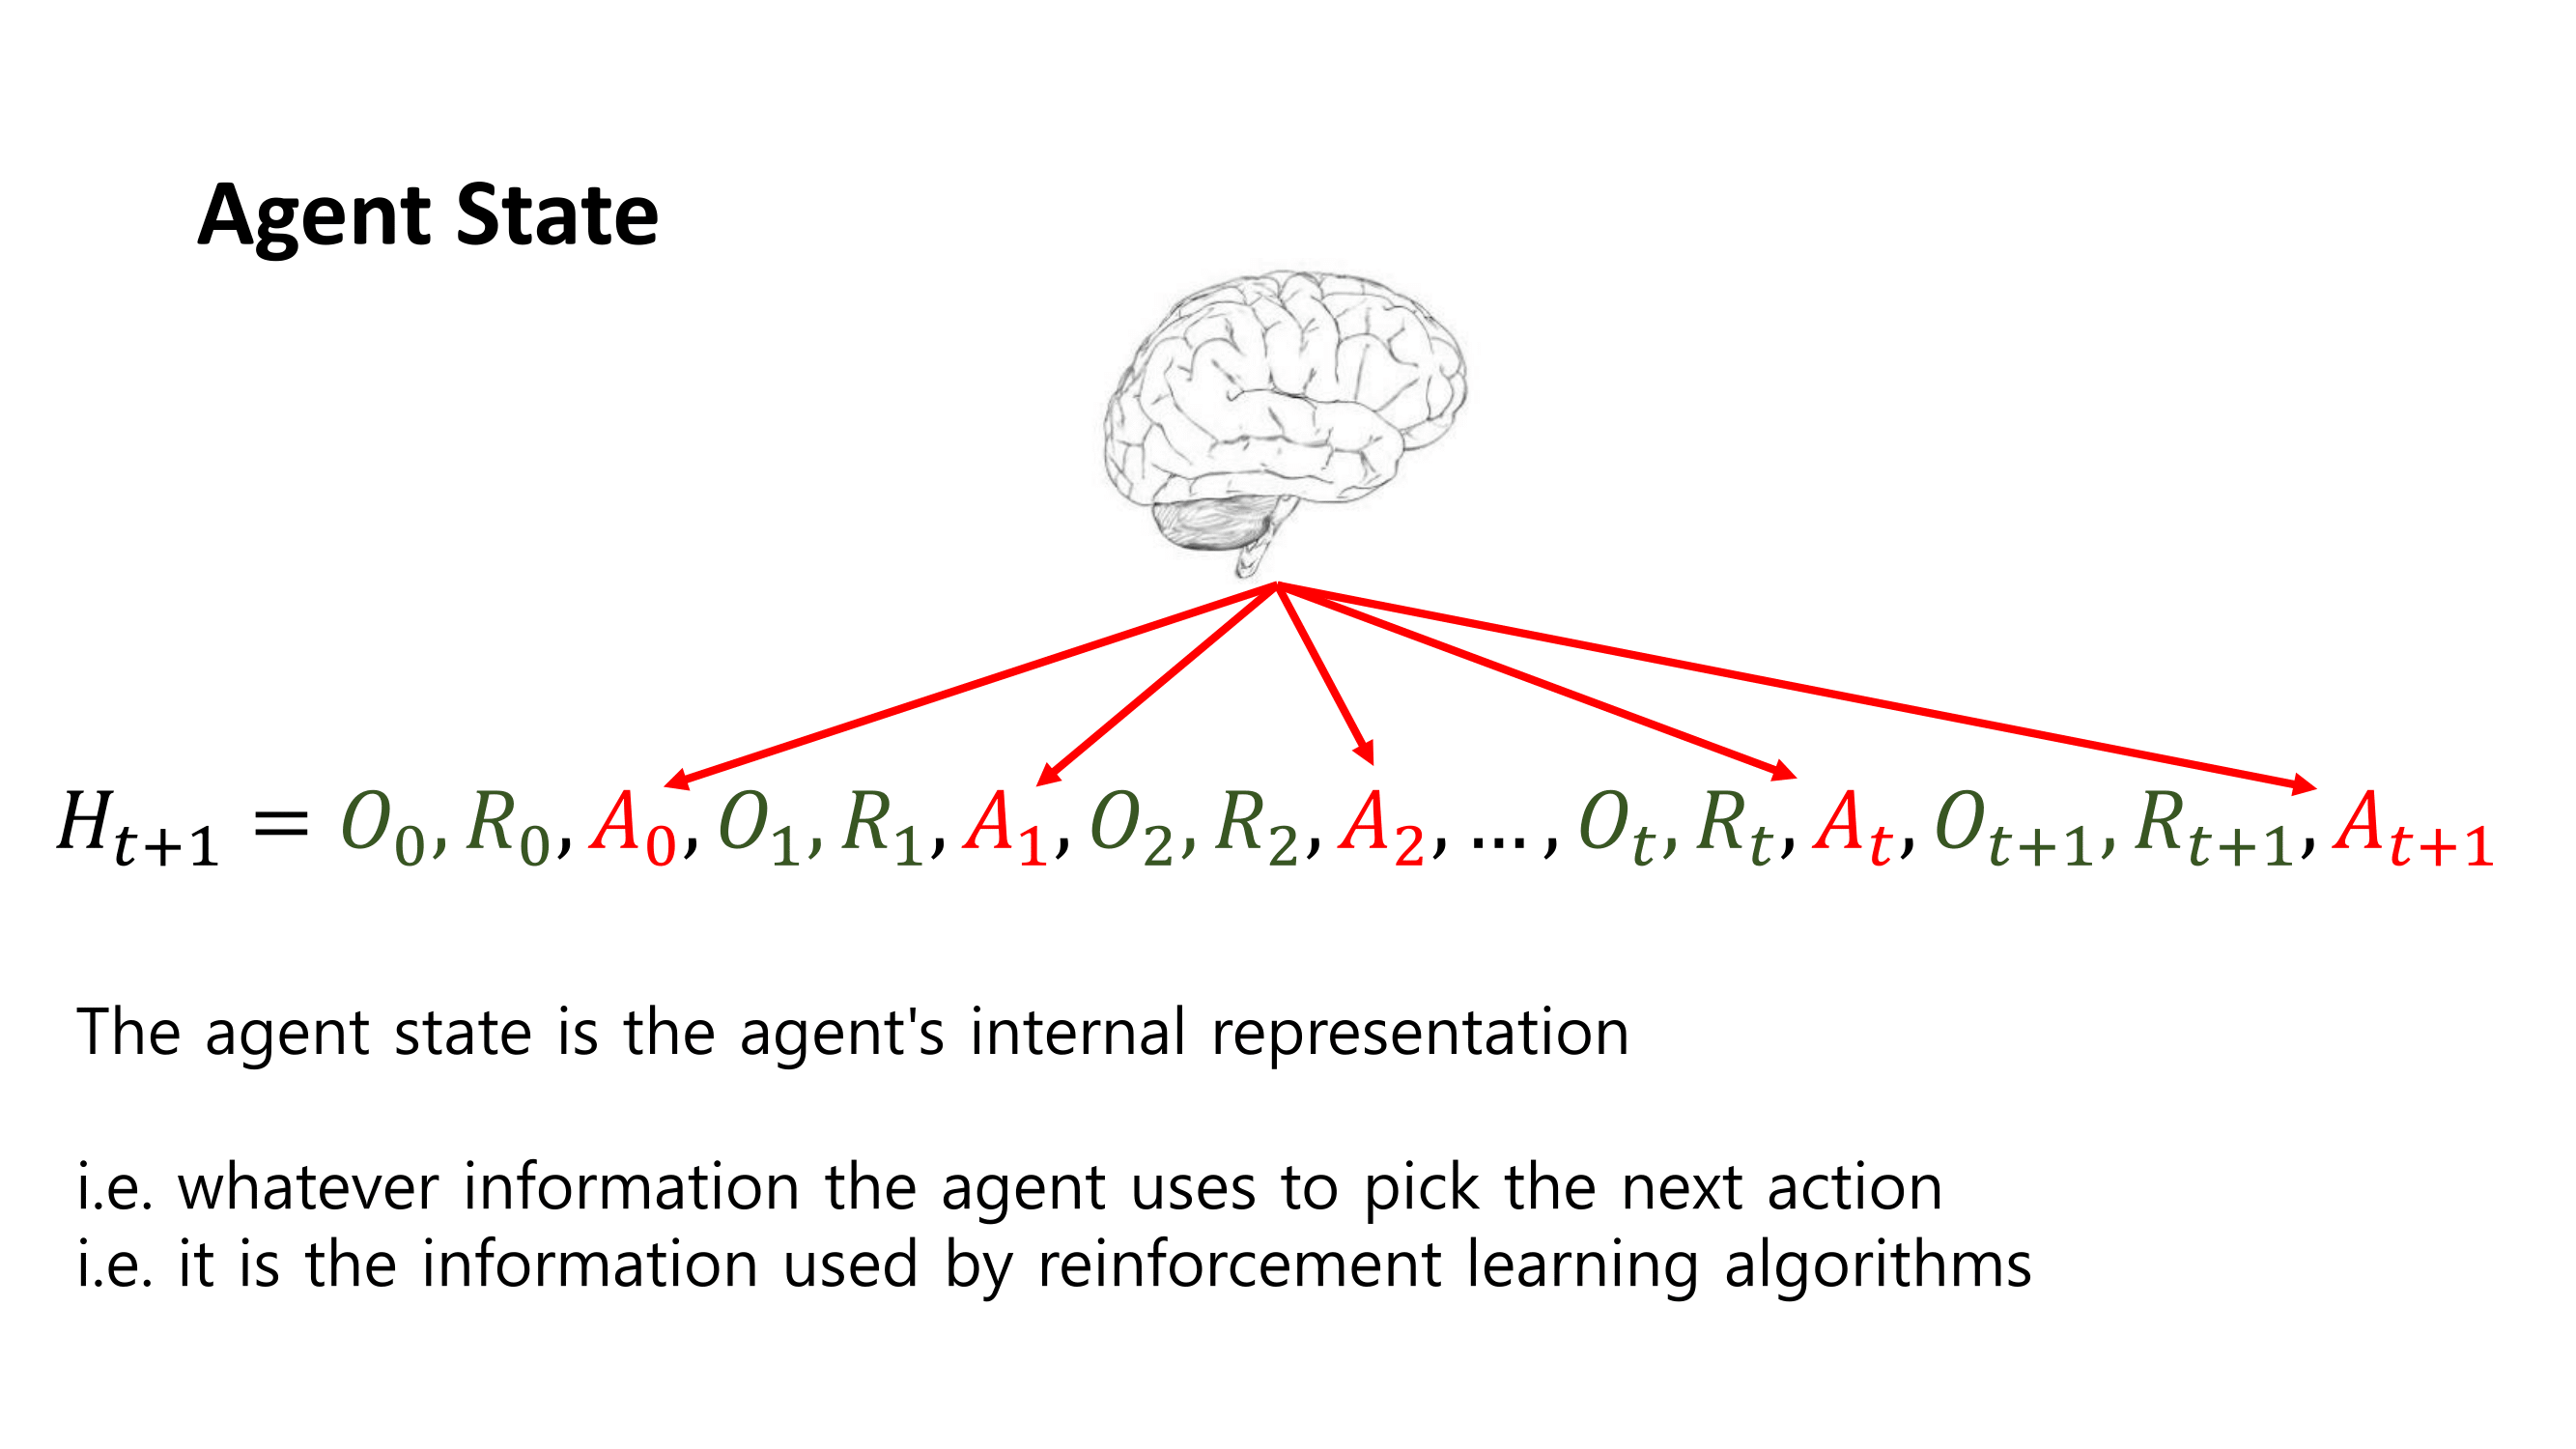 Agent State
H_{t+1} = O_0, R_0, A_0, O_1, R_1, A_1, O_2, R_2, A_2, … , O_t, R_t, A_t, O_{t+1}, R_{t+1}, A_{t+1}
The agent state is the agent's internal representation
i.e. whatever information the agent uses to pick the next action
i.e. it is the information used by reinforcement learning algorithms